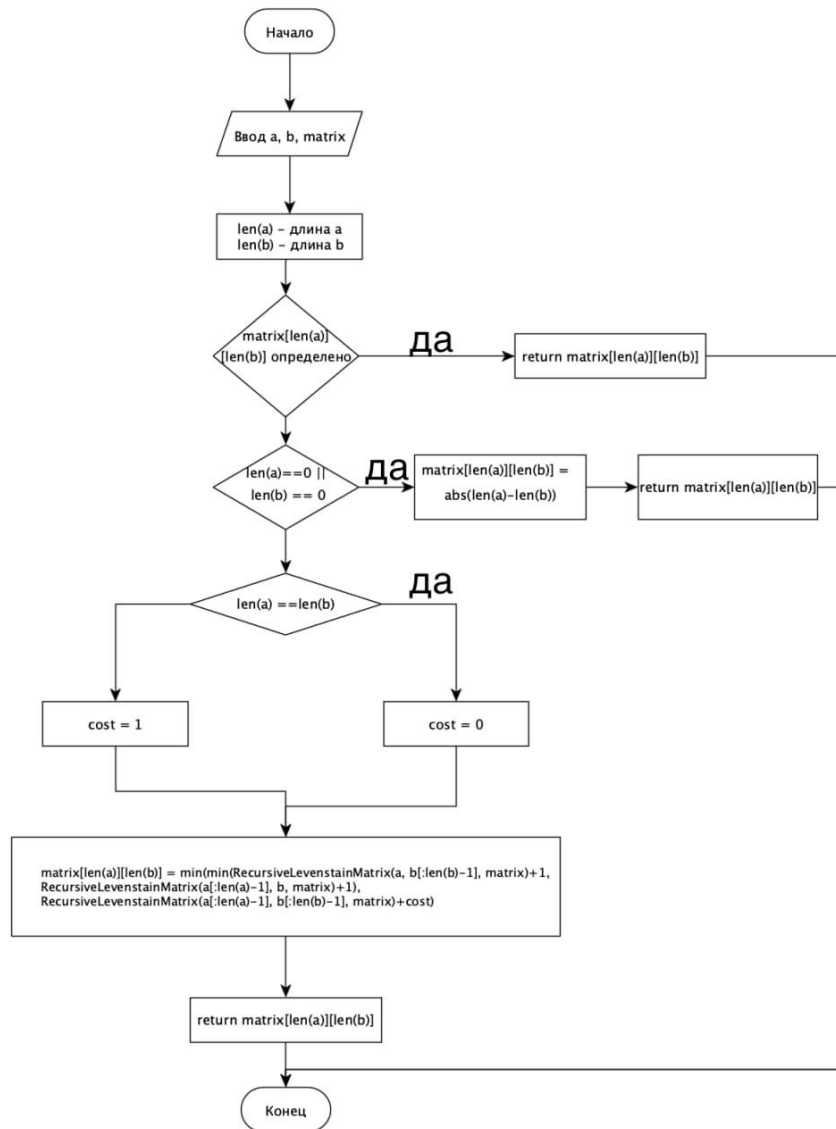 Начало
Ввод a, b, matrix
len(a) – длина a
len(b) – длина b
matrix[len(a)]
[len(b)] определено
да
return matrix[len(a)][len(b)]
len(a)==0 ||
len(b) == 0
да
matrix[len(a)][len(b)] =
abs(len(a)–len(b))
return matrix[len(a)][len(b)]
len(a) ==len(b)
да
cost = 1
cost = 0
matrix[len(a)][len(b)] = min(min(RecursiveLevenstainMatrix(a, b[:len(b)–1], matrix)+1,
RecursiveLevenstainMatrix(a[:len(a)–1], b, matrix)+1),
RecursiveLevenstainMatrix(a[:len(a)–1], b[:len(b)–1], matrix)+cost)
return matrix[len(a)][len(b)]
Конец